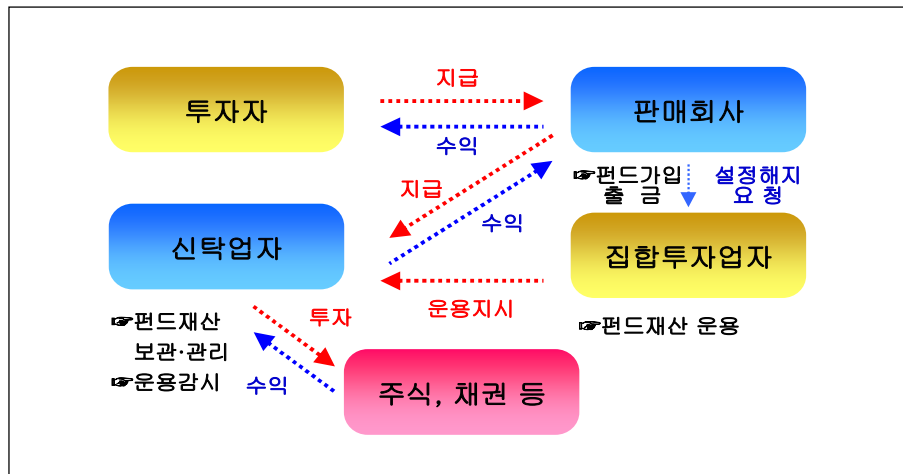 지급
투자자
판매회사
수익
☞펀드가입
출 금
설정해지
요 청
지급
수익
신탁업자
집합투자업자
운용지시
☞펀드재산
보관·관리
☞운용감시
투자
수익
☞펀드재산 운용
주식, 채권 등